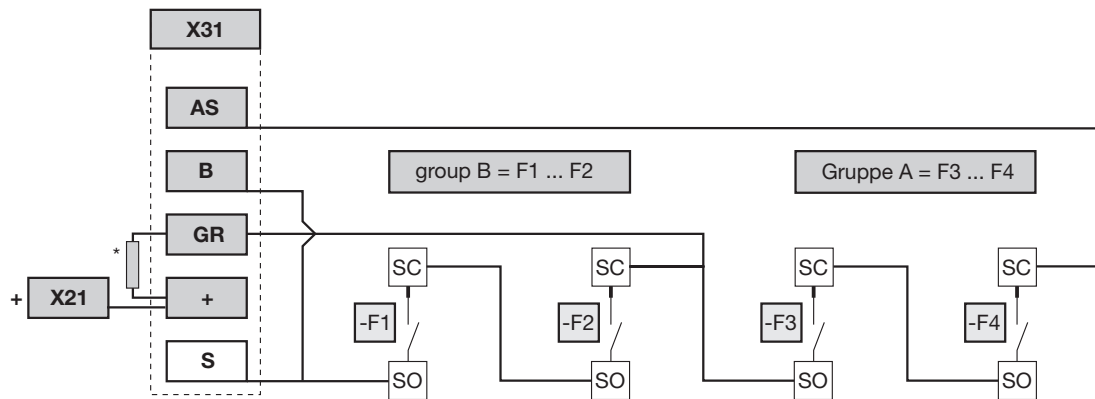 X31
AS
B
group B = F1 ... F2
Gruppe A = F3 ... F4
GR
*
SC
SC
SC
SC
+ X21
+
-F1
-F2
-F3
-F4
S
SO
SO
SO
SO